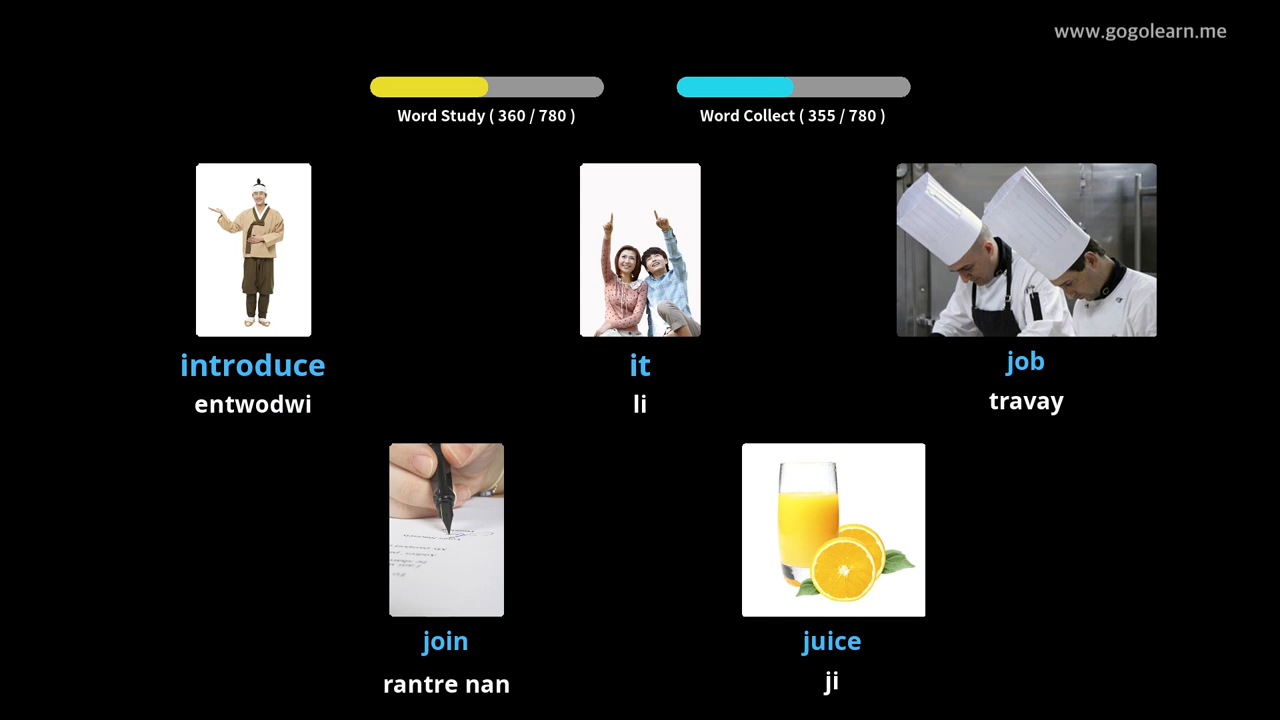 www.gogolearn.me
Word Study ( 360 / 780 )
Word Collect ( 355 / 780 )
introduce
entwodwi
it
li
job
travay
join
rantre nan
juice
ji